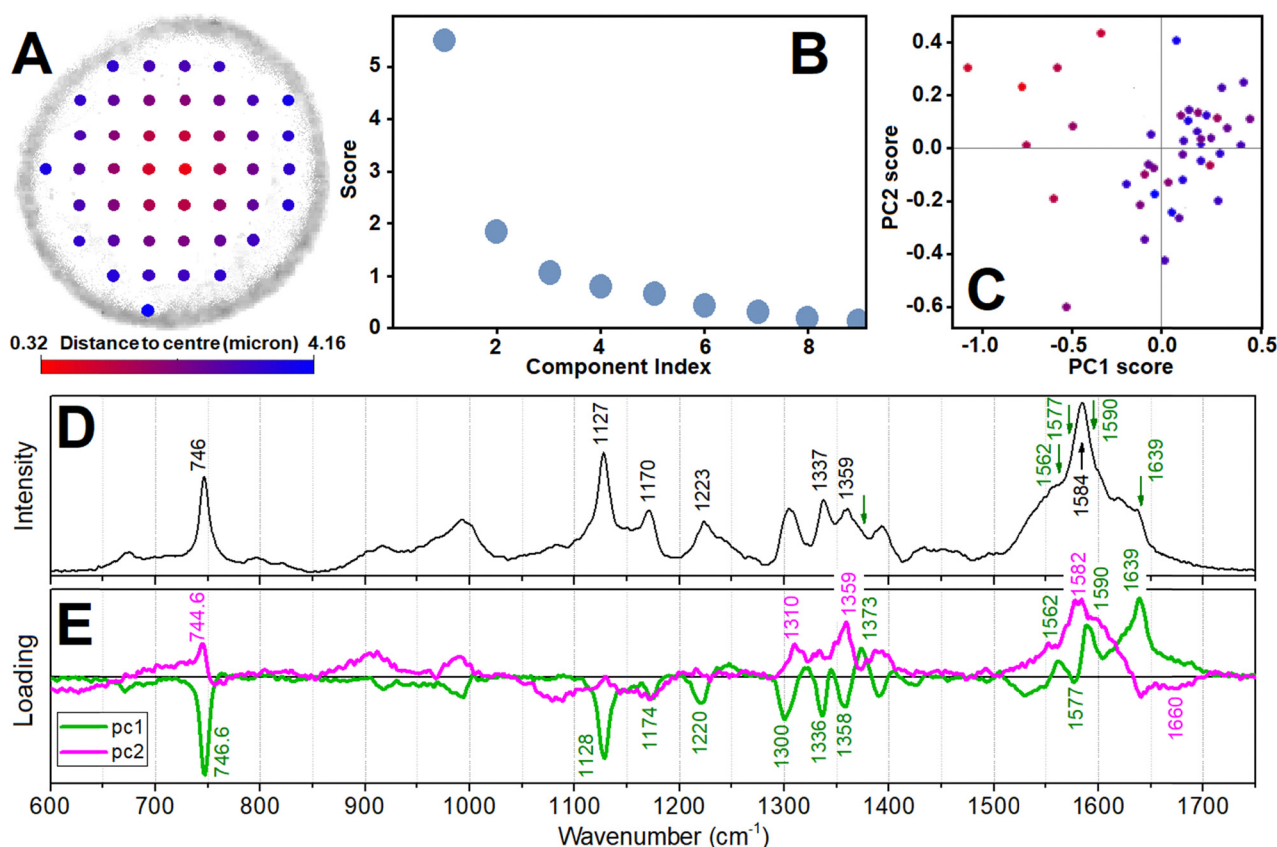 A
0.32 Distance to centre (micron) 4.16
B
Score
5
4
3
2
1
0
2 4 6 8
Component Index
C
PC2 score
0.4
0.2
0.0
-0.2
-0.4
-0.6
-1.0 -0.5 0.0 0.5
PC1 score
D
Intensity
746
1127
1170
1223
1337
1359
1562
1577
1584
1590
1639
E
Loading
744.6
746.6
1128
1174
1220
1300
1310
1336
1358
1359
1373
1562
1577
1582
1590
1639
1660
pc1
pc2
600 700 800 900 1000 1100 1200 1300 1400 1500 1600 1700
Wavenumber (cm⁻¹)